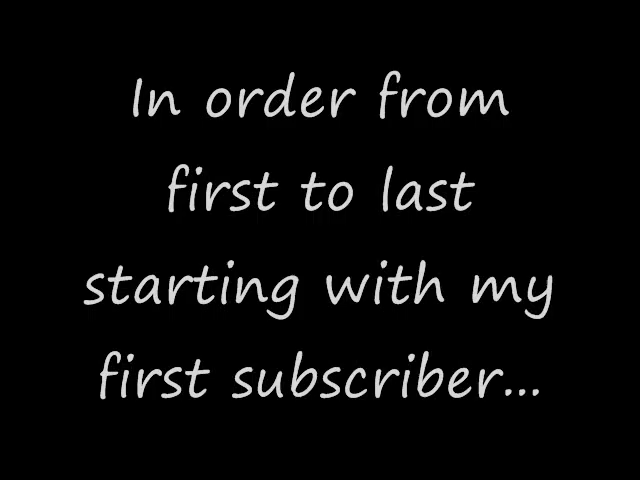 In order from
first to last
starting with my
first subscriber...